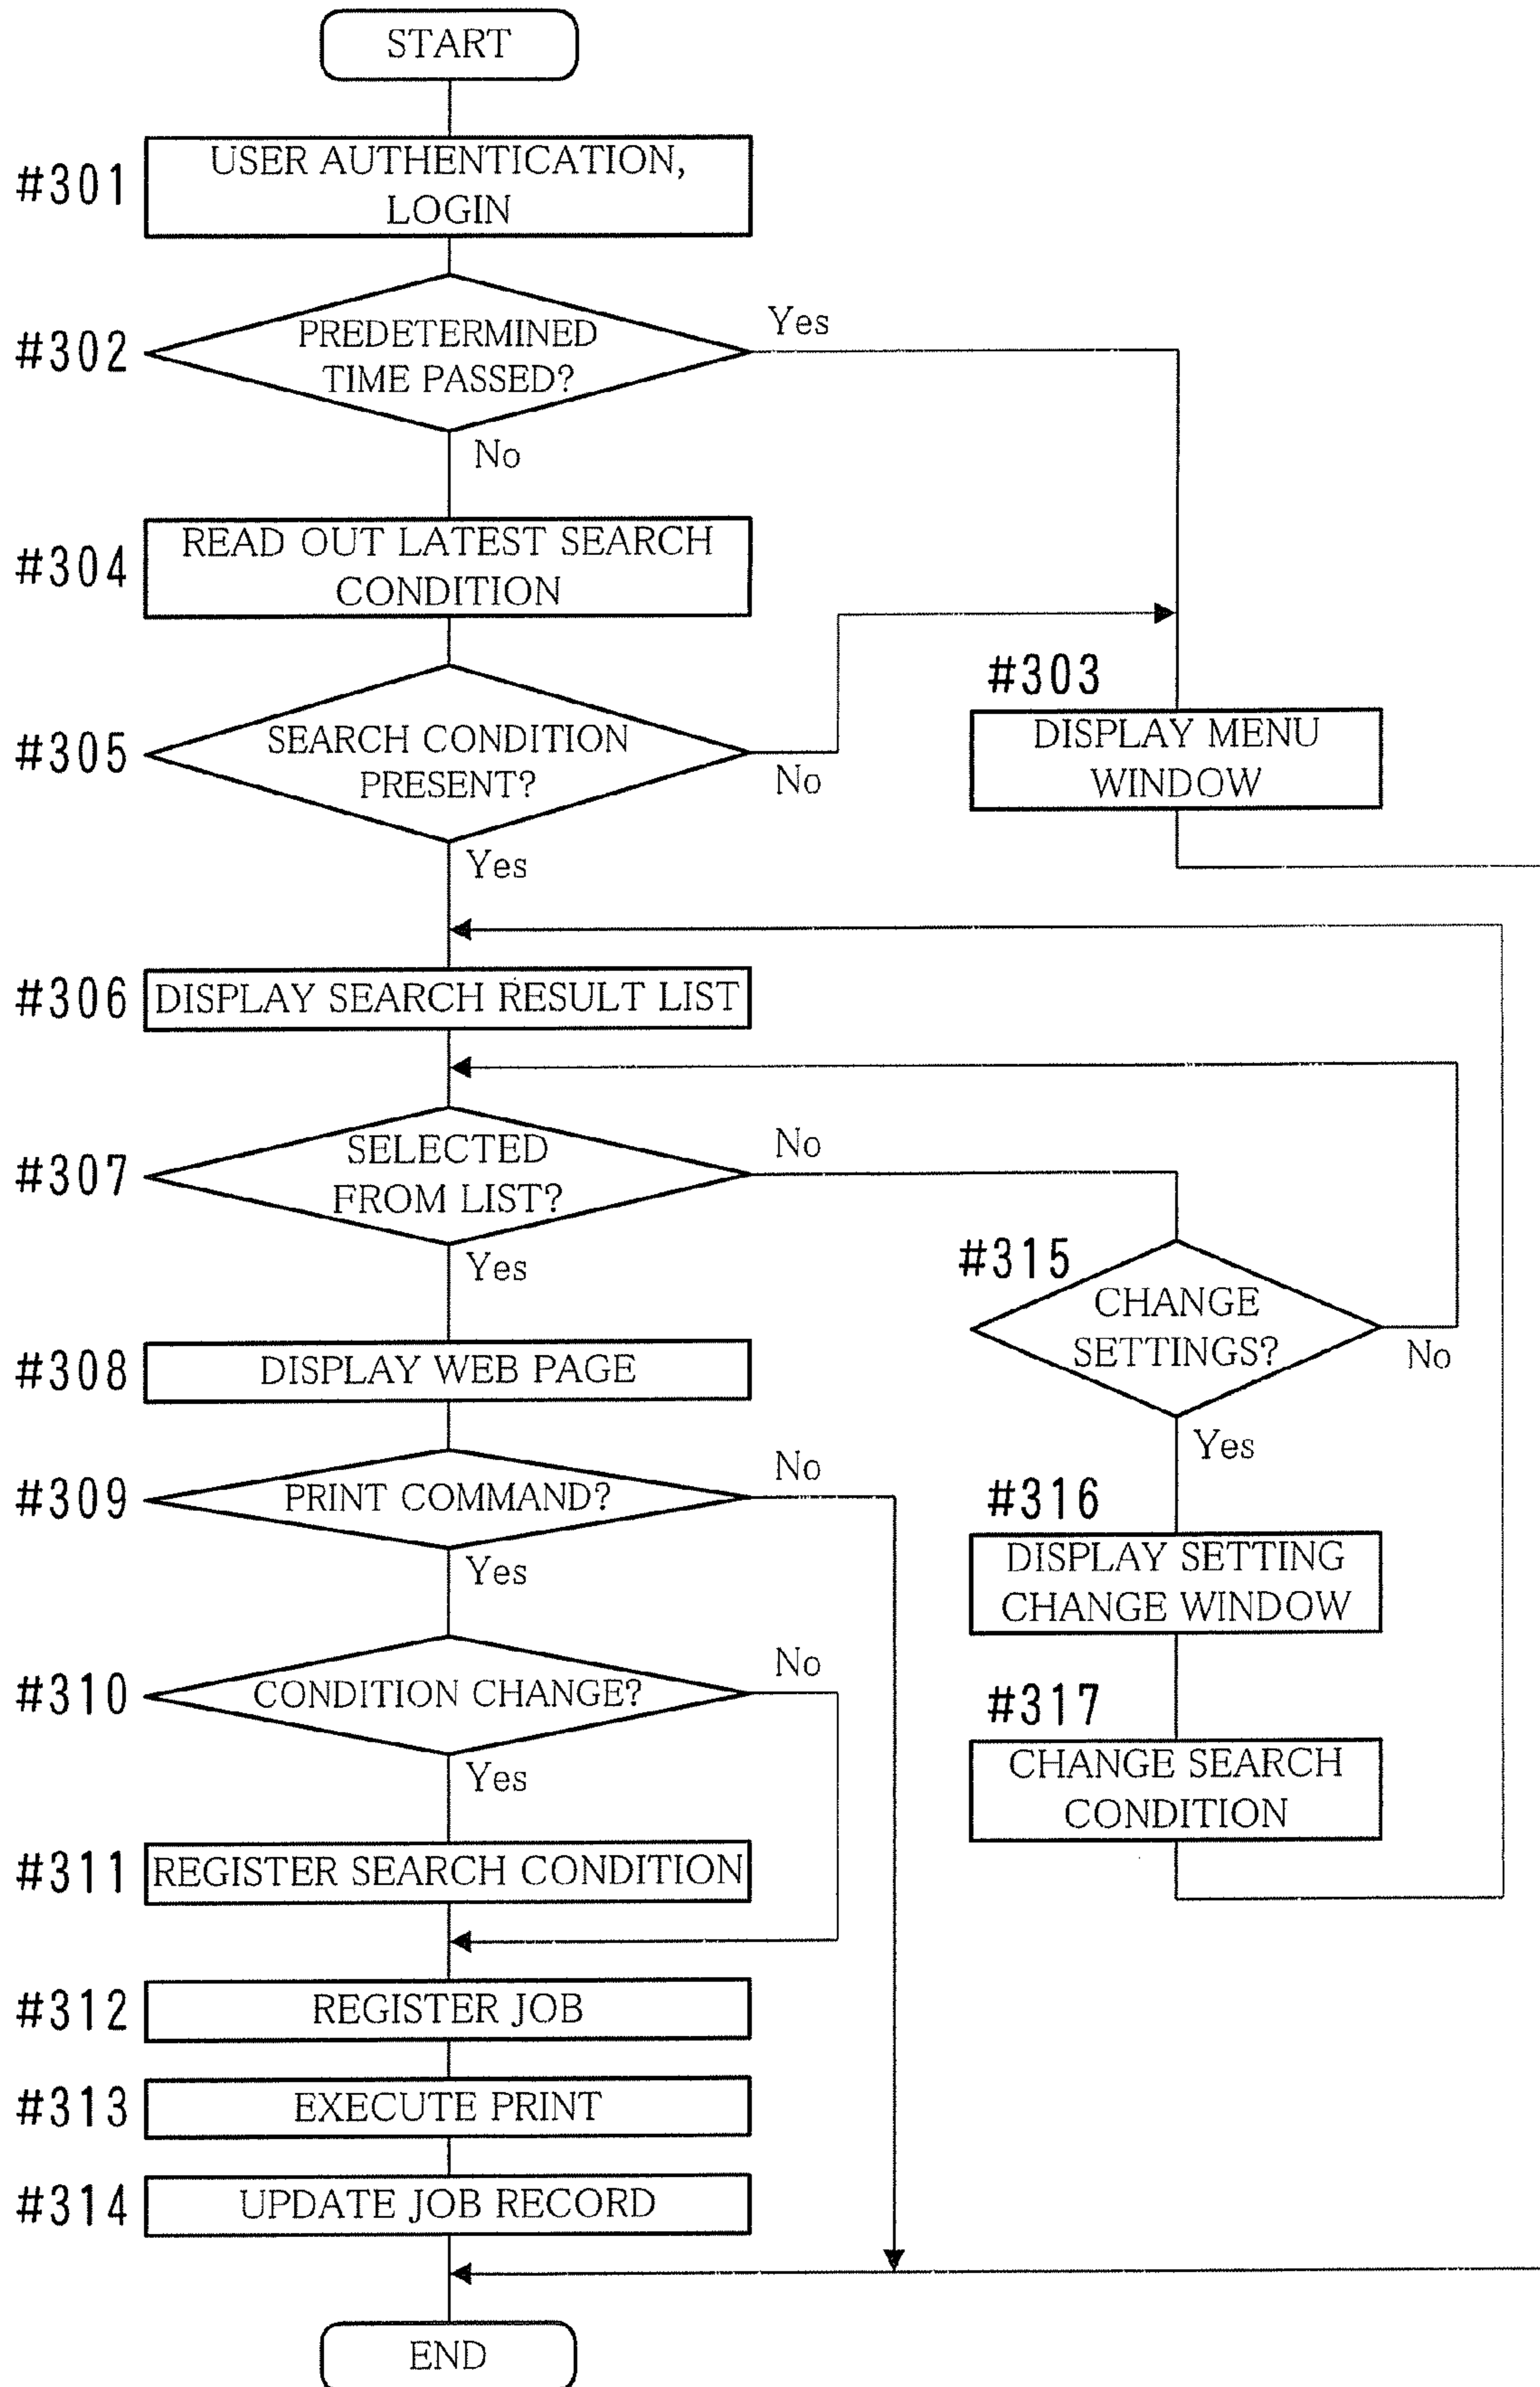 START
#301
USER AUTHENTICATION,
LOGIN
#302
PREDETERMINED
TIME PASSED?
Yes
No
#304
READ OUT LATEST SEARCH
CONDITION
#303
DISPLAY MENU
WINDOW
#305
SEARCH CONDITION
PRESENT?
No
Yes
#306
DISPLAY SEARCH RESULT LIST
#307
SELECTED
FROM LIST?
No
Yes
#315
CHANGE
SETTINGS?
No
Yes
#308
DISPLAY WEB PAGE
#309
PRINT COMMAND?
No
Yes
#316
DISPLAY SETTING
CHANGE WINDOW
#310
CONDITION CHANGE?
No
Yes
#317
CHANGE SEARCH
CONDITION
#311
REGISTER SEARCH CONDITION
#312
REGISTER JOB
#313
EXECUTE PRINT
#314
UPDATE JOB RECORD
END